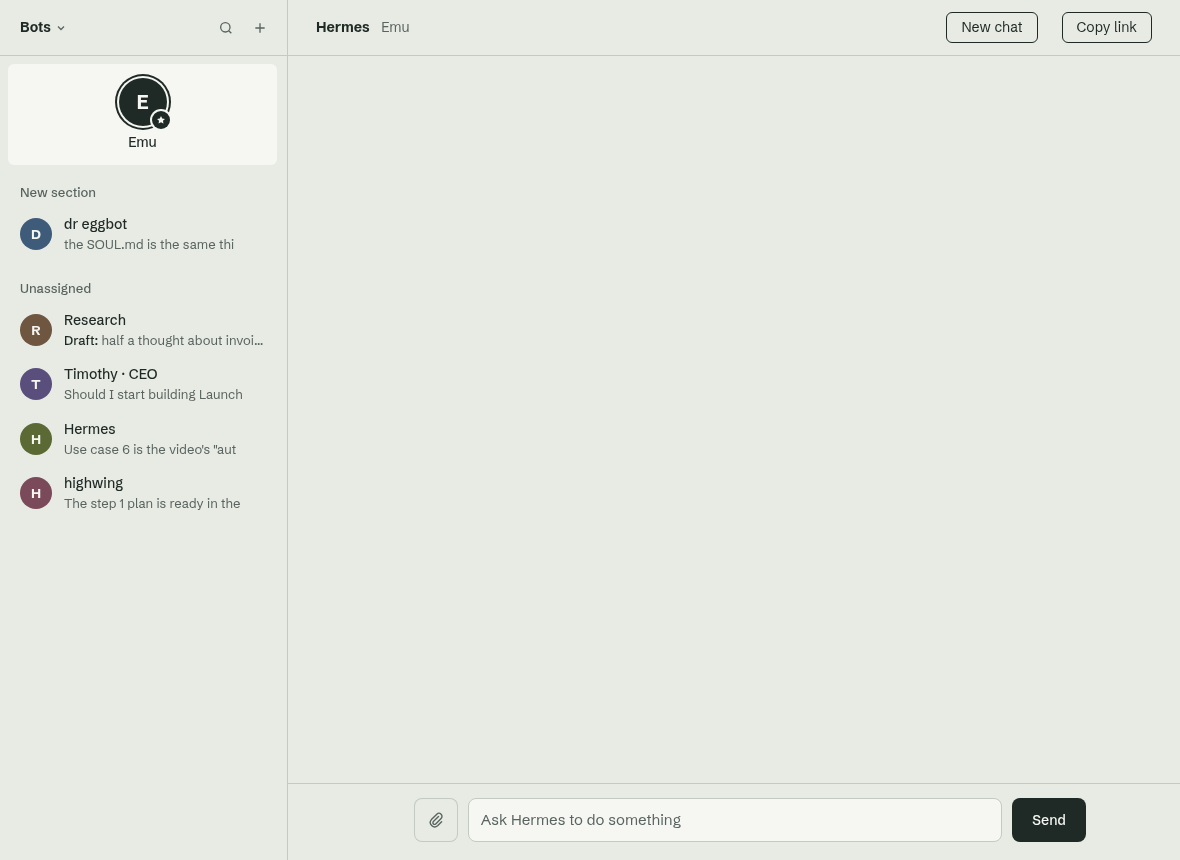 Bots
Hermes Emu
New chat
Copy link
E
Emu
New section
D
dr eggbot
the SOUL.md is the same thi
Unassigned
R
Research
Draft: half a thought about invoi...
T
Timothy · CEO
Should I start building Launch
H
Hermes
Use case 6 is the video's "aut
H
highwing
The step 1 plan is ready in the
Ask Hermes to do something
Send